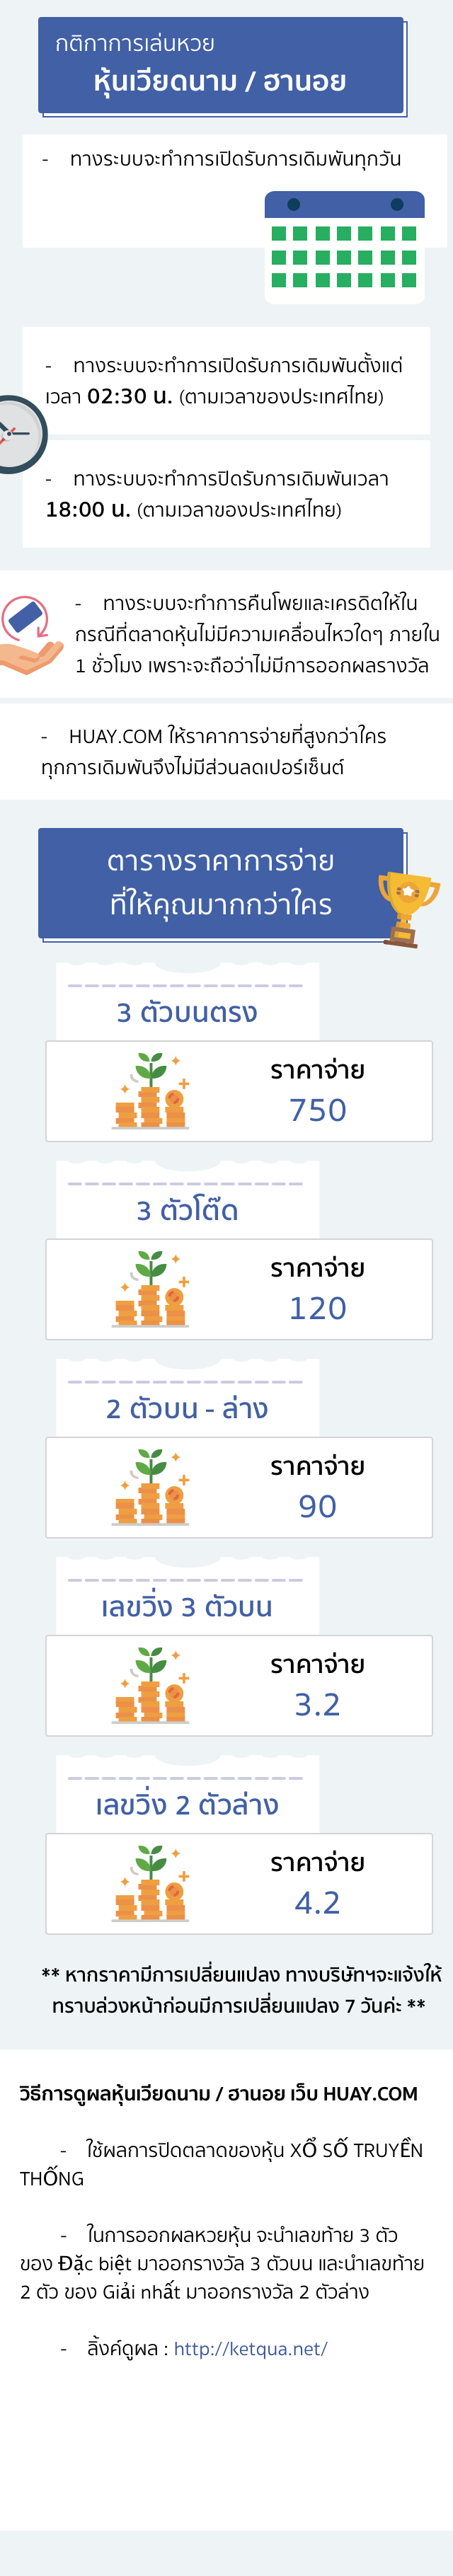 กติกาการเล่นหวย
หุ้นเวียดนาม / ฮานอย
- ทางระบบจะทำการเปิดรับการเดิมพันทุกวัน
- ทางระบบจะทำการเปิดรับการเดิมพันตั้งแต่
เวลา 02:30 น. (ตามเวลาของประเทศไทย)
- ทางระบบจะทำการปิดรับการเดิมพันเวลา
18:00 น. (ตามเวลาของประเทศไทย)
- ทางระบบจะทำการคืนโพยและเครดิตให้ใน
กรณีที่ตลาดหุ้นไม่มีความเคลื่อนไหวใดๆ ภายใน
1 ชั่วโมง เพราะจะถือว่าไม่มีการออกผลรางวัล
- HUAY.COM ให้ราคาการจ่ายที่สูงกว่าใคร
ทุกการเดิมพันจึงไม่มีส่วนลดเปอร์เซ็นต์
ตารางราคาการจ่าย
ที่ให้คุณมากกว่าใคร
3 ตัวบนตรง
ราคาจ่าย
750
3 ตัวโต๊ด
ราคาจ่าย
120
2 ตัวบน - ล่าง
ราคาจ่าย
90
เลขวิ่ง 3 ตัวบน
ราคาจ่าย
3.2
เลขวิ่ง 2 ตัวล่าง
ราคาจ่าย
4.2
** หากราคามีการเปลี่ยนแปลง ทางบริษัทฯจะแจ้งให้
ทราบล่วงหน้าก่อนมีการเปลี่ยนแปลง 7 วันค่ะ **
วิธีการดูผลหุ้นเวียดนาม / ฮานอย เว็บ HUAY.COM
- ใช้ผลการปิดตลาดของหุ้น XỔ SỐ TRUYỀN
THỐNG
- ในการออกผลหวยหุ้น จะนำเลขท้าย 3 ตัว
ของ Đặc biệt มาออกรางวัล 3 ตัวบน และนำเลขท้าย
2 ตัว ของ Giải nhất มาออกรางวัล 2 ตัวล่าง
- ลิ้งค์ดูผล : http://ketqua.net/